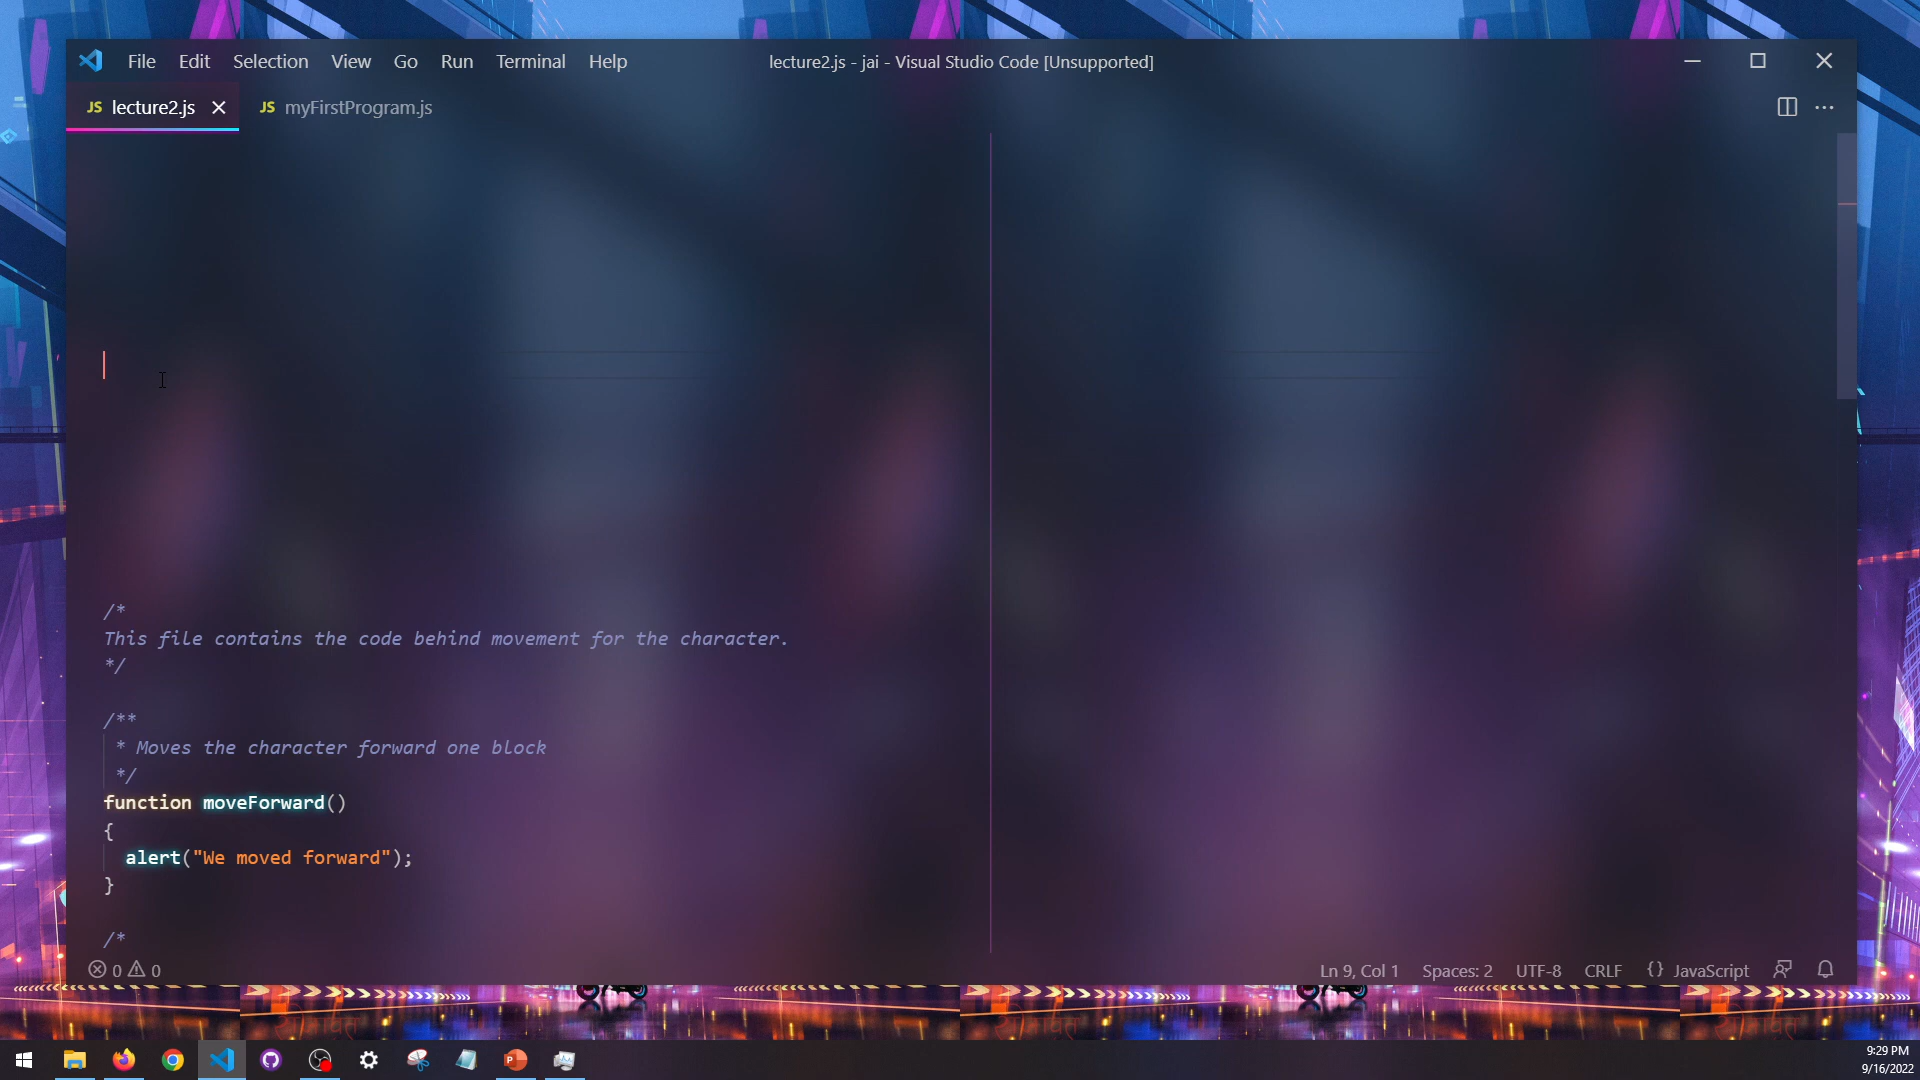 File Edit Selection View Go Run Terminal Help
lecture2.js - jai - Visual Studio Code [Unsupported]
JS lecture2.js
JS myFirstProgram.js
/*
This file contains the code behind movement for the character.
*/
/**
* Moves the character forward one block
*/
function moveForward()
{
alert("We moved forward");
}
/*
0 0
Ln 9, Col 1 Spaces: 2 UTF-8 CRLF {} JavaScript
9:29 PM
9/16/2022